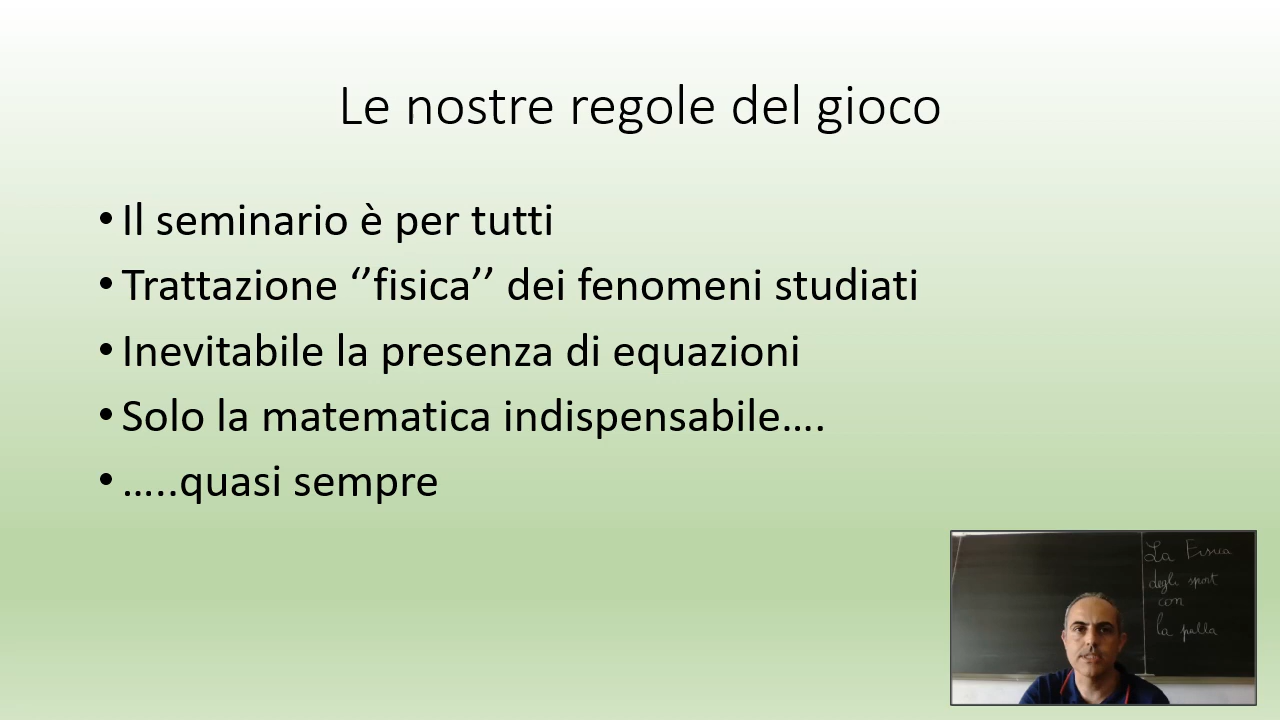 Le nostre regole del gioco
• Il seminario è per tutti
• Trattazione ‘’fisica’’ dei fenomeni studiati
• Inevitabile la presenza di equazioni
• Solo la matematica indispensabile….
• …..quasi sempre
La Fisica
degli sport
con
la palla